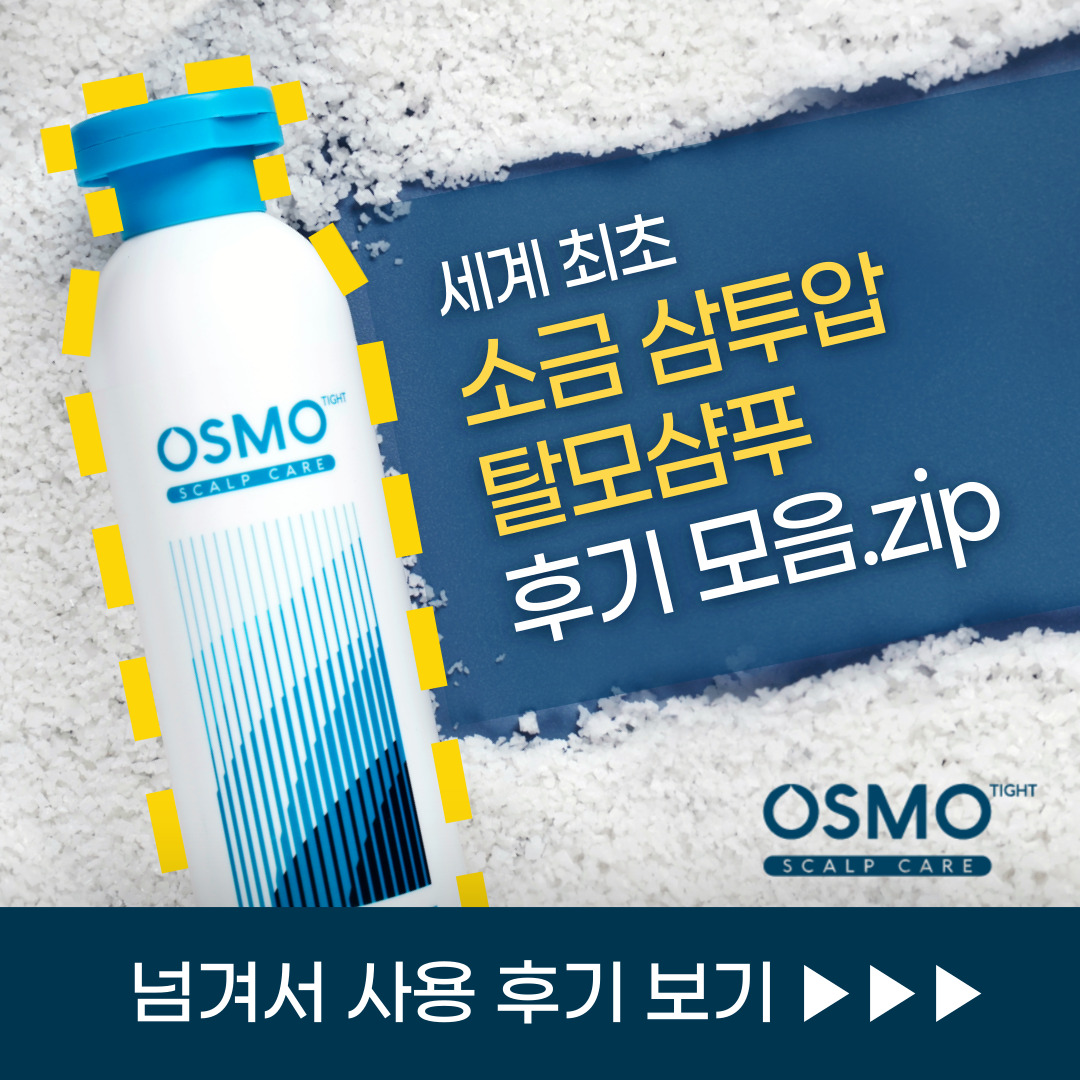 세계 최초
소금 삼투압
탈모샴푸
후기 모음.zip
OSMO TIGHT
SCALP CARE
OSMO TIGHT
SCALP CARE
넘겨서 사용 후기 보기 ▶▶▶